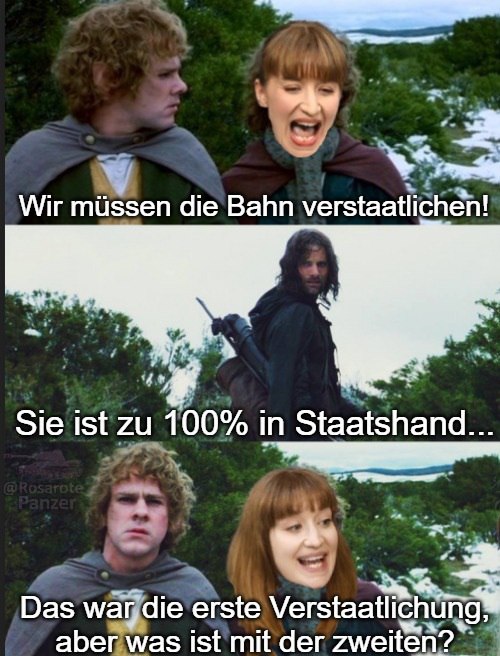 Wir müssen die Bahn verstaatlichen!
Sie ist zu 100% in Staatshand...
@Rosarote
Panzer
Das war die erste Verstaatlichung,
aber was ist mit der zweiten?